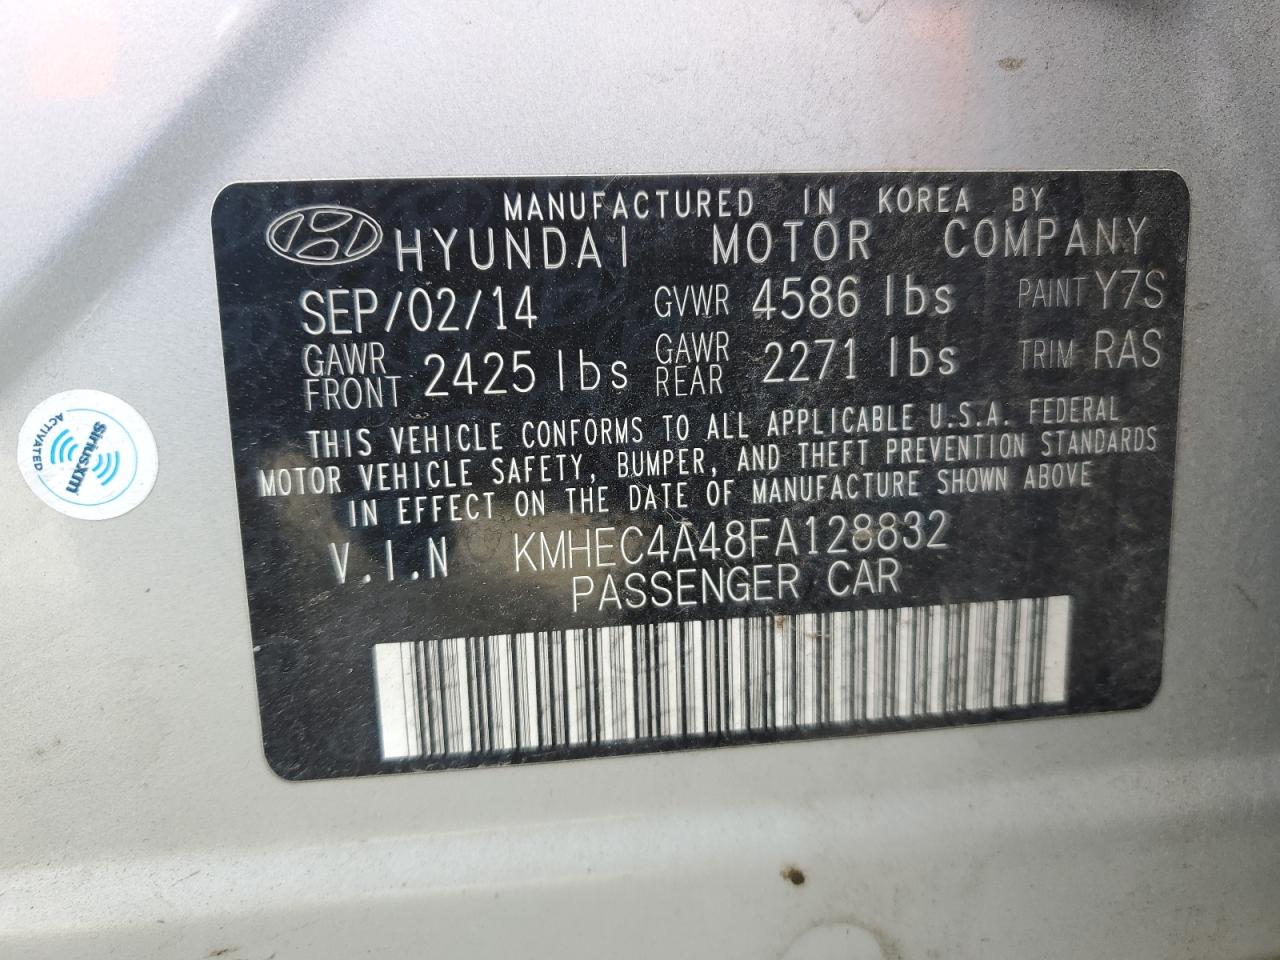 MANUFACTURED IN KOREA BY
HYUNDAI MOTOR COMPANY
SEP/02/14 GVWR 4586 lbs PAINT Y7S
GAWR FRONT 2425 lbs GAWR REAR 2271 lbs TRIM RAS
THIS VEHICLE CONFORMS TO ALL APPLICABLE U.S.A. FEDERAL
MOTOR VEHICLE SAFETY, BUMPER, AND THEFT PREVENTION STANDARDS
IN EFFECT ON THE DATE OF MANUFACTURE SHOWN ABOVE
V.I.N KMHEC4A48FA128832
PASSENGER CAR
siriusxm
ACTIVATED